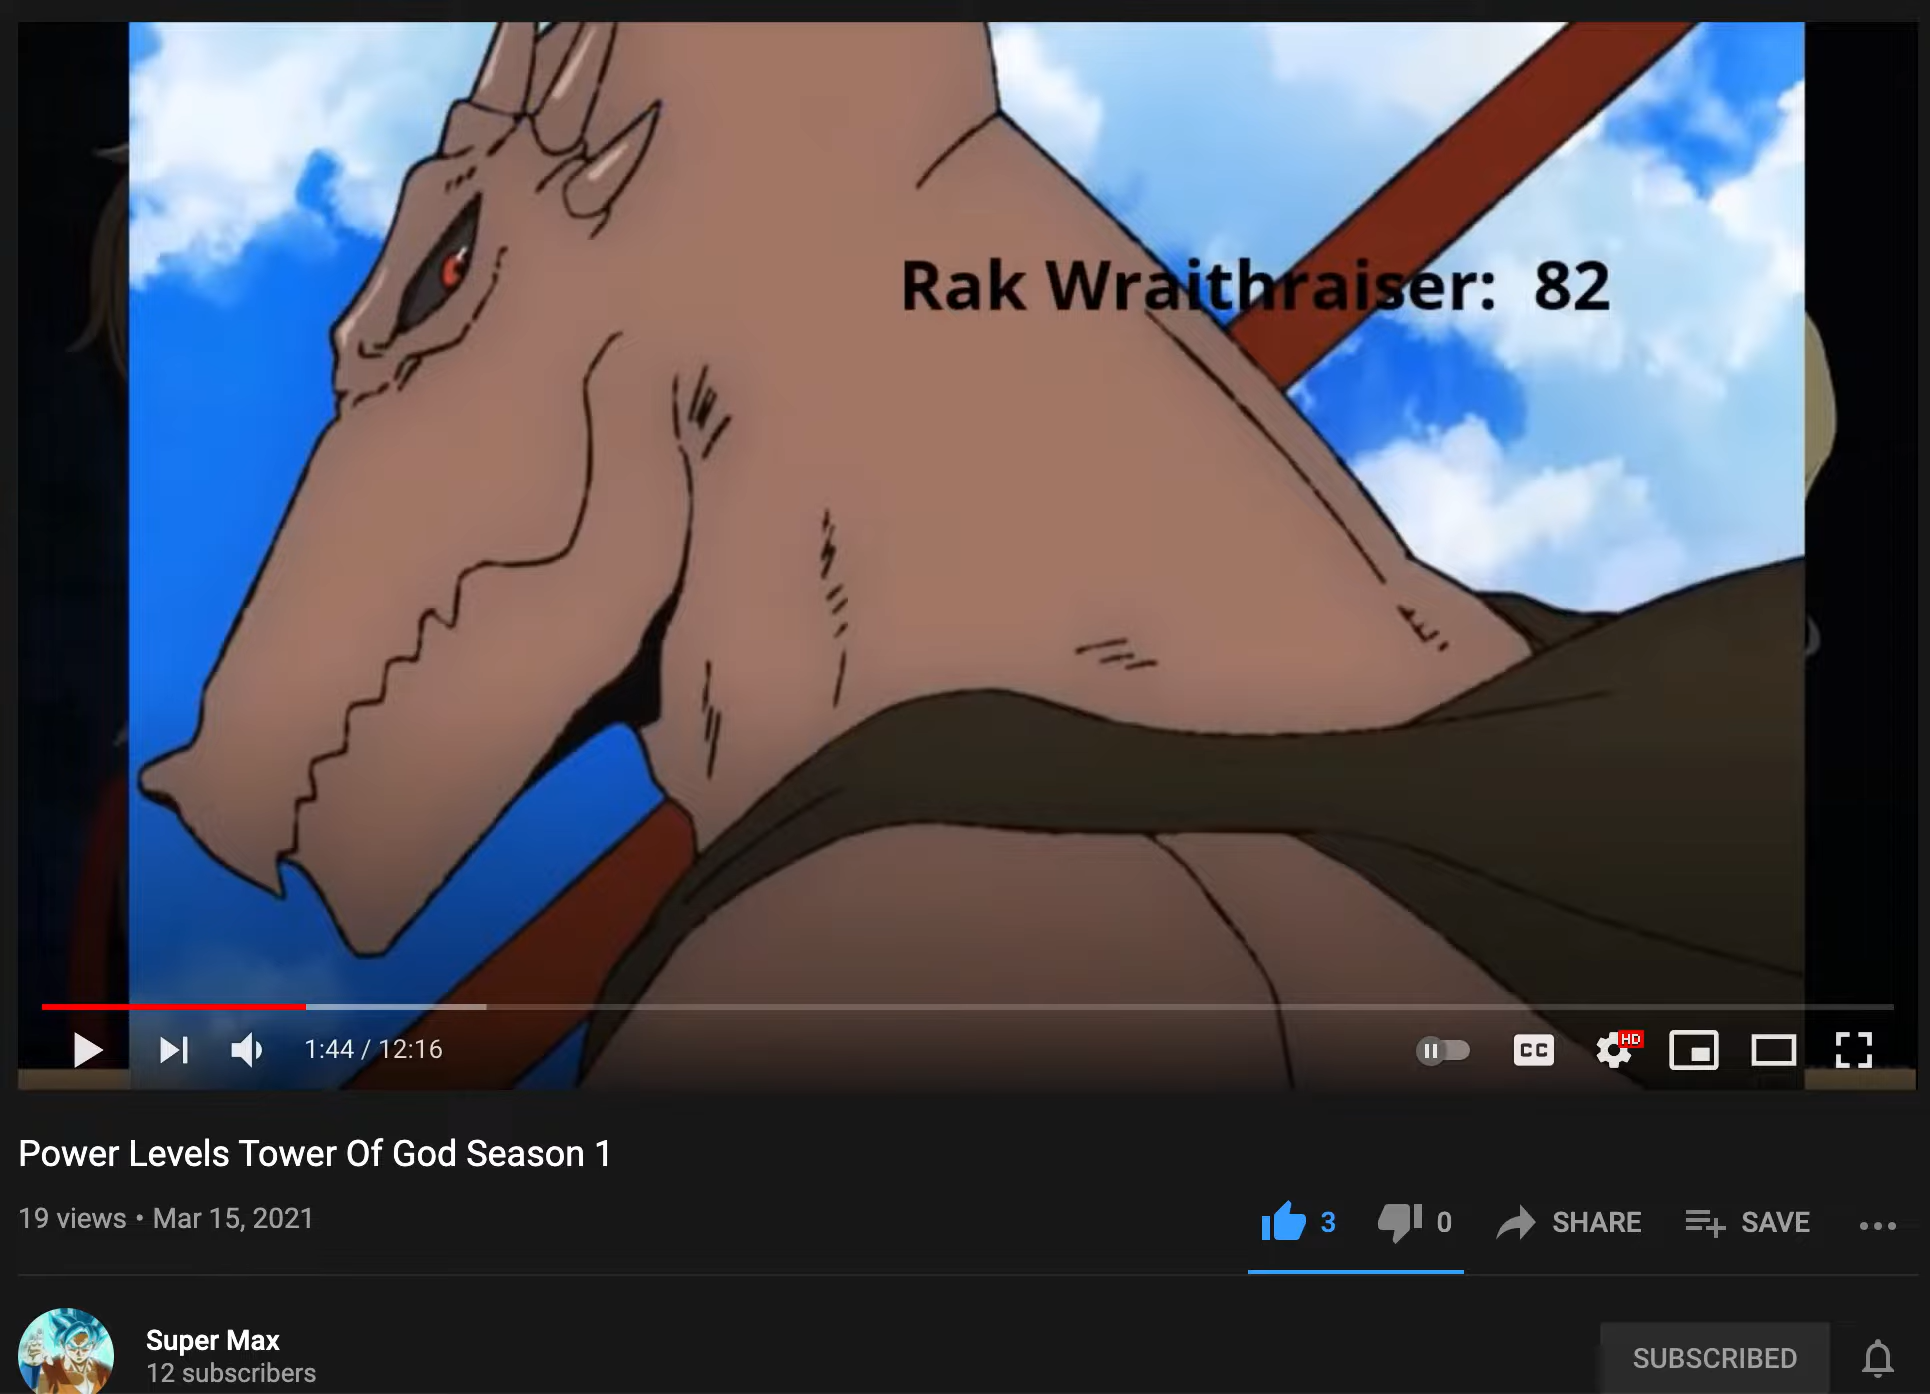 Rak Wraithraiser: 82
1:44 / 12:16
CC
HD
Power Levels Tower Of God Season 1
19 views • Mar 15, 2021
3
0
SHARE
SAVE
Super Max
12 subscribers
SUBSCRIBED